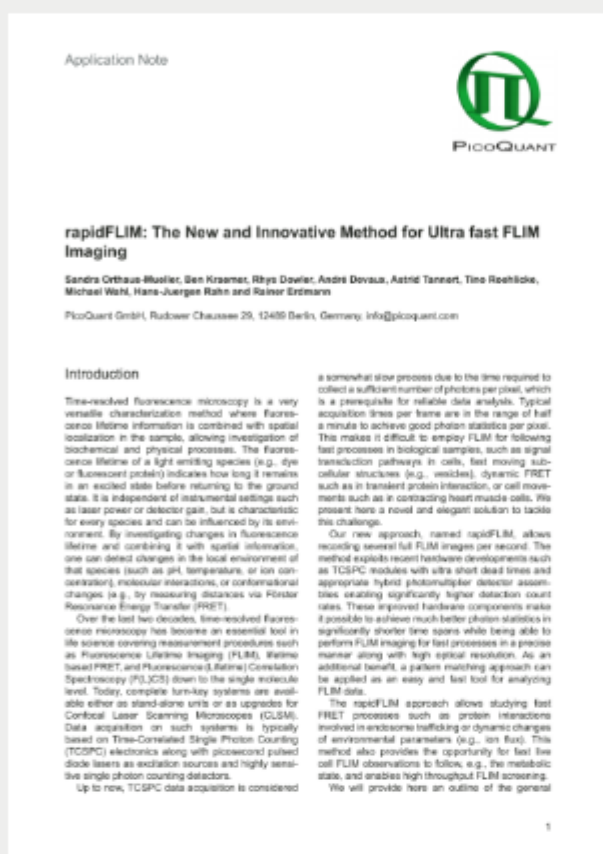 Application Note
PICOQUANT
rapidFLIM: The New and Innovative Method for Ultra fast FLIM
Imaging
Sandra Orthaus-Mueller, Ben Kraemer, Rhys Dowler, André Devaux, Astrid Tannert, Tino Roehlicke,
Michael Wahl, Hans-Juergen Rahn and Rainer Erdmann
PicoQuant GmbH, Rudower Chaussee 29, 12489 Berlin, Germany, info@picoquant.com
Introduction
Time-resolved fluorescence microscopy is a very
versatile characterization method where fluores-
cence lifetime information is combined with spatial
localization in the sample, allowing investigation of
biochemical and physical processes. The fluores-
cence lifetime of a light emitting species (e.g., dye
or fluorescent protein) indicates how long it remains
in an excited state before returning to the ground
state. It is independent of instrumental settings such
as laser power or detector gain, but is characteristic
for every species and can be influenced by its envi-
ronment. By investigating changes in fluorescence
lifetime and combining it with spatial information,
one can detect changes in the local environment of
that species (such as pH, temperature, or ion con-
centration), molecular interactions, or conformational
changes (e.g., by measuring distances via Förster
Resonance Energy Transfer (FRET).
Over the last two decades, time-resolved fluores-
cence microscopy has become an essential tool in
life science covering measurement procedures such
as Fluorescence Lifetime Imaging (FLIM), lifetime
based FRET, and Fluorescence (Lifetime) Correlation
Spectroscopy (F(L)CS) down to the single molecule
level. Today, complete turn-key systems are avail-
able either as stand-alone units or as upgrades for
Confocal Laser Scanning Microscopes (CLSM).
Data acquisition on such systems is typically
based on Time-Correlated Single Photon Counting
(TCSPC) electronics along with picosecond pulsed
diode lasers as excitation sources and highly sensi-
tive single photon counting detectors.
Up to now, TCSPC data acquisition is considered
a somewhat slow process due to the time required to
collect a sufficient number of photons per pixel, which
is a prerequisite for reliable data analysis. Typical
acquisition times per frame are in the range of half
a minute to achieve good photon statistics per pixel.
This makes it difficult to employ FLIM for following
fast processes in biological samples, such as signal
transduction pathways in cells, fast moving sub-
cellular structures (e.g., vesicles), dynamic FRET
such as in transient protein interaction, or cell move-
ments such as in contracting heart muscle cells. We
present here a novel and elegant solution to tackle
this challenge.
Our new approach, named rapidFLIM, allows
recording several full FLIM images per second. The
method exploits recent hardware developments such
as TCSPC modules with ultra short dead times and
appropriate hybrid photomultiplier detector assem-
blies enabling significantly higher detection count
rates. These improved hardware components make
it possible to achieve much better photon statistics in
significantly shorter time spans while being able to
perform FLIM imaging for fast processes in a precise
manner along with high optical resolution. As an
additional benefit, a pattern matching approach can
be applied as an easy and fast tool for analyzing
FLIM data.
The rapidFLIM approach allows studying fast
FRET processes such as protein interactions
involved in endosome trafficking or dynamic changes
of environmental parameters (e.g., ion flux). This
method also provides the opportunity for fast live
cell FLIM observations to follow, e.g., the metabolic
state, and enables high throughput FLIM screening.
We will provide here an outline of the general
1